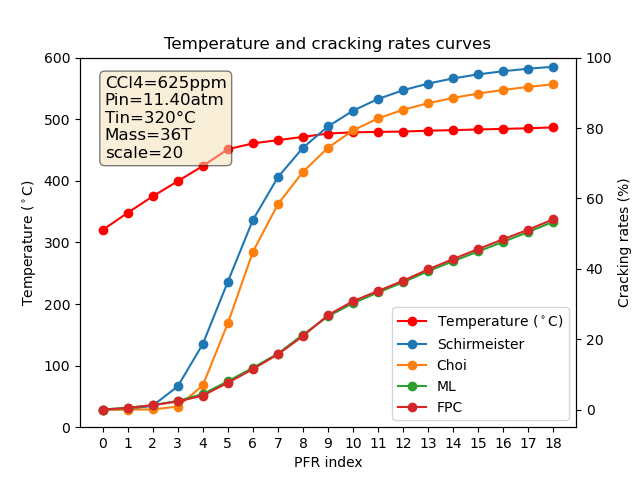 Temperature and cracking rates curves
CCl4=625ppm
Pin=11.40atm
Tin=320°C
Mass=36T
scale=20
Temperature (°C)
600
500
400
300
200
100
0
Cracking rates (%)
100
80
60
40
20
0
Temperature (°C)
Schirmeister
Choi
ML
FPC
0 1 2 3 4 5 6 7 8 9 10 11 12 13 14 15 16 17 18
PFR index